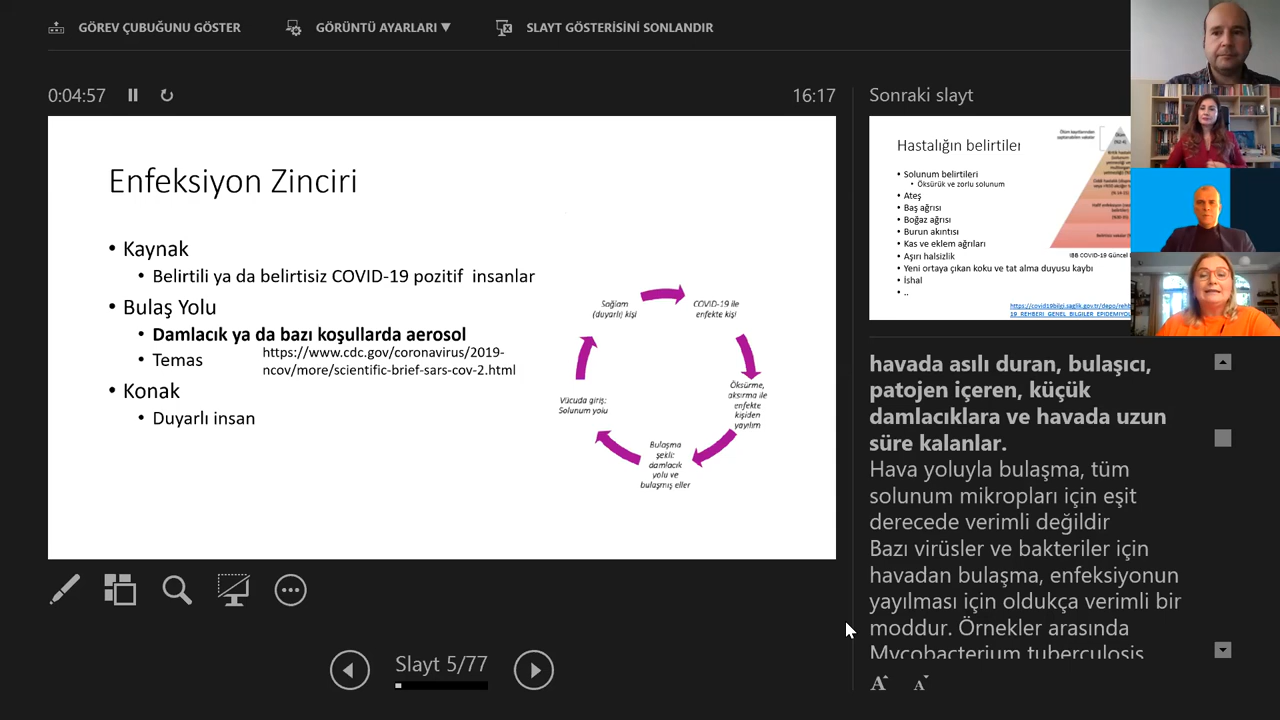 GÖREV ÇUBUĞUNU GÖSTER
GÖRÜNTÜ AYARLARI ▼
SLAYT GÖSTERİSİNİ SONLANDIR
0:04:57
16:17
Enfeksiyon Zinciri
• Kaynak
• Belirtili ya da belirtisiz COVID-19 pozitif insanlar
• Bulaş Yolu
• Damlacık ya da bazı koşullarda aerosol
• Temas
https://www.cdc.gov/coronavirus/2019-
ncov/more/scientific-brief-sars-cov-2.html
• Konak
• Duyarlı insan
Sağlam
(duyarlı) kişi
COVID-19 ile
enfekte kişi
Öksürme,
aksırma ile
enfekte
kişiden
yayılım
Bulaşma
şekli:
damlacık
yolu ve
bulaşmış eller
Vücuda giriş:
Solunum yolu
Slayt 5/77
Sonraki slayt
Hastalığın belirtiler
• Solunum belirtileri
• Öksürük ve zorlu solunum
• Ateş
• Baş ağrısı
• Boğaz ağrısı
• Burun akıntısı
• Kas ve eklem ağrıları
• Aşırı halsizlik
• Yeni ortaya çıkan koku ve tat alma duyusu kaybı
• İshal
• ..
havada asılı duran, bulaşıcı,
patojen içeren, küçük
damlacıklara ve havada uzun
süre kalanlar.
Hava yoluyla bulaşma, tüm
solunum mikropları için eşit
derecede verimli değildir
Bazı virüsler ve bakteriler için
havadan bulaşma, enfeksiyonun
yayılması için oldukça verimli bir
moddur. Örnekler arasında
Mycobacterium tuberculosis
A A